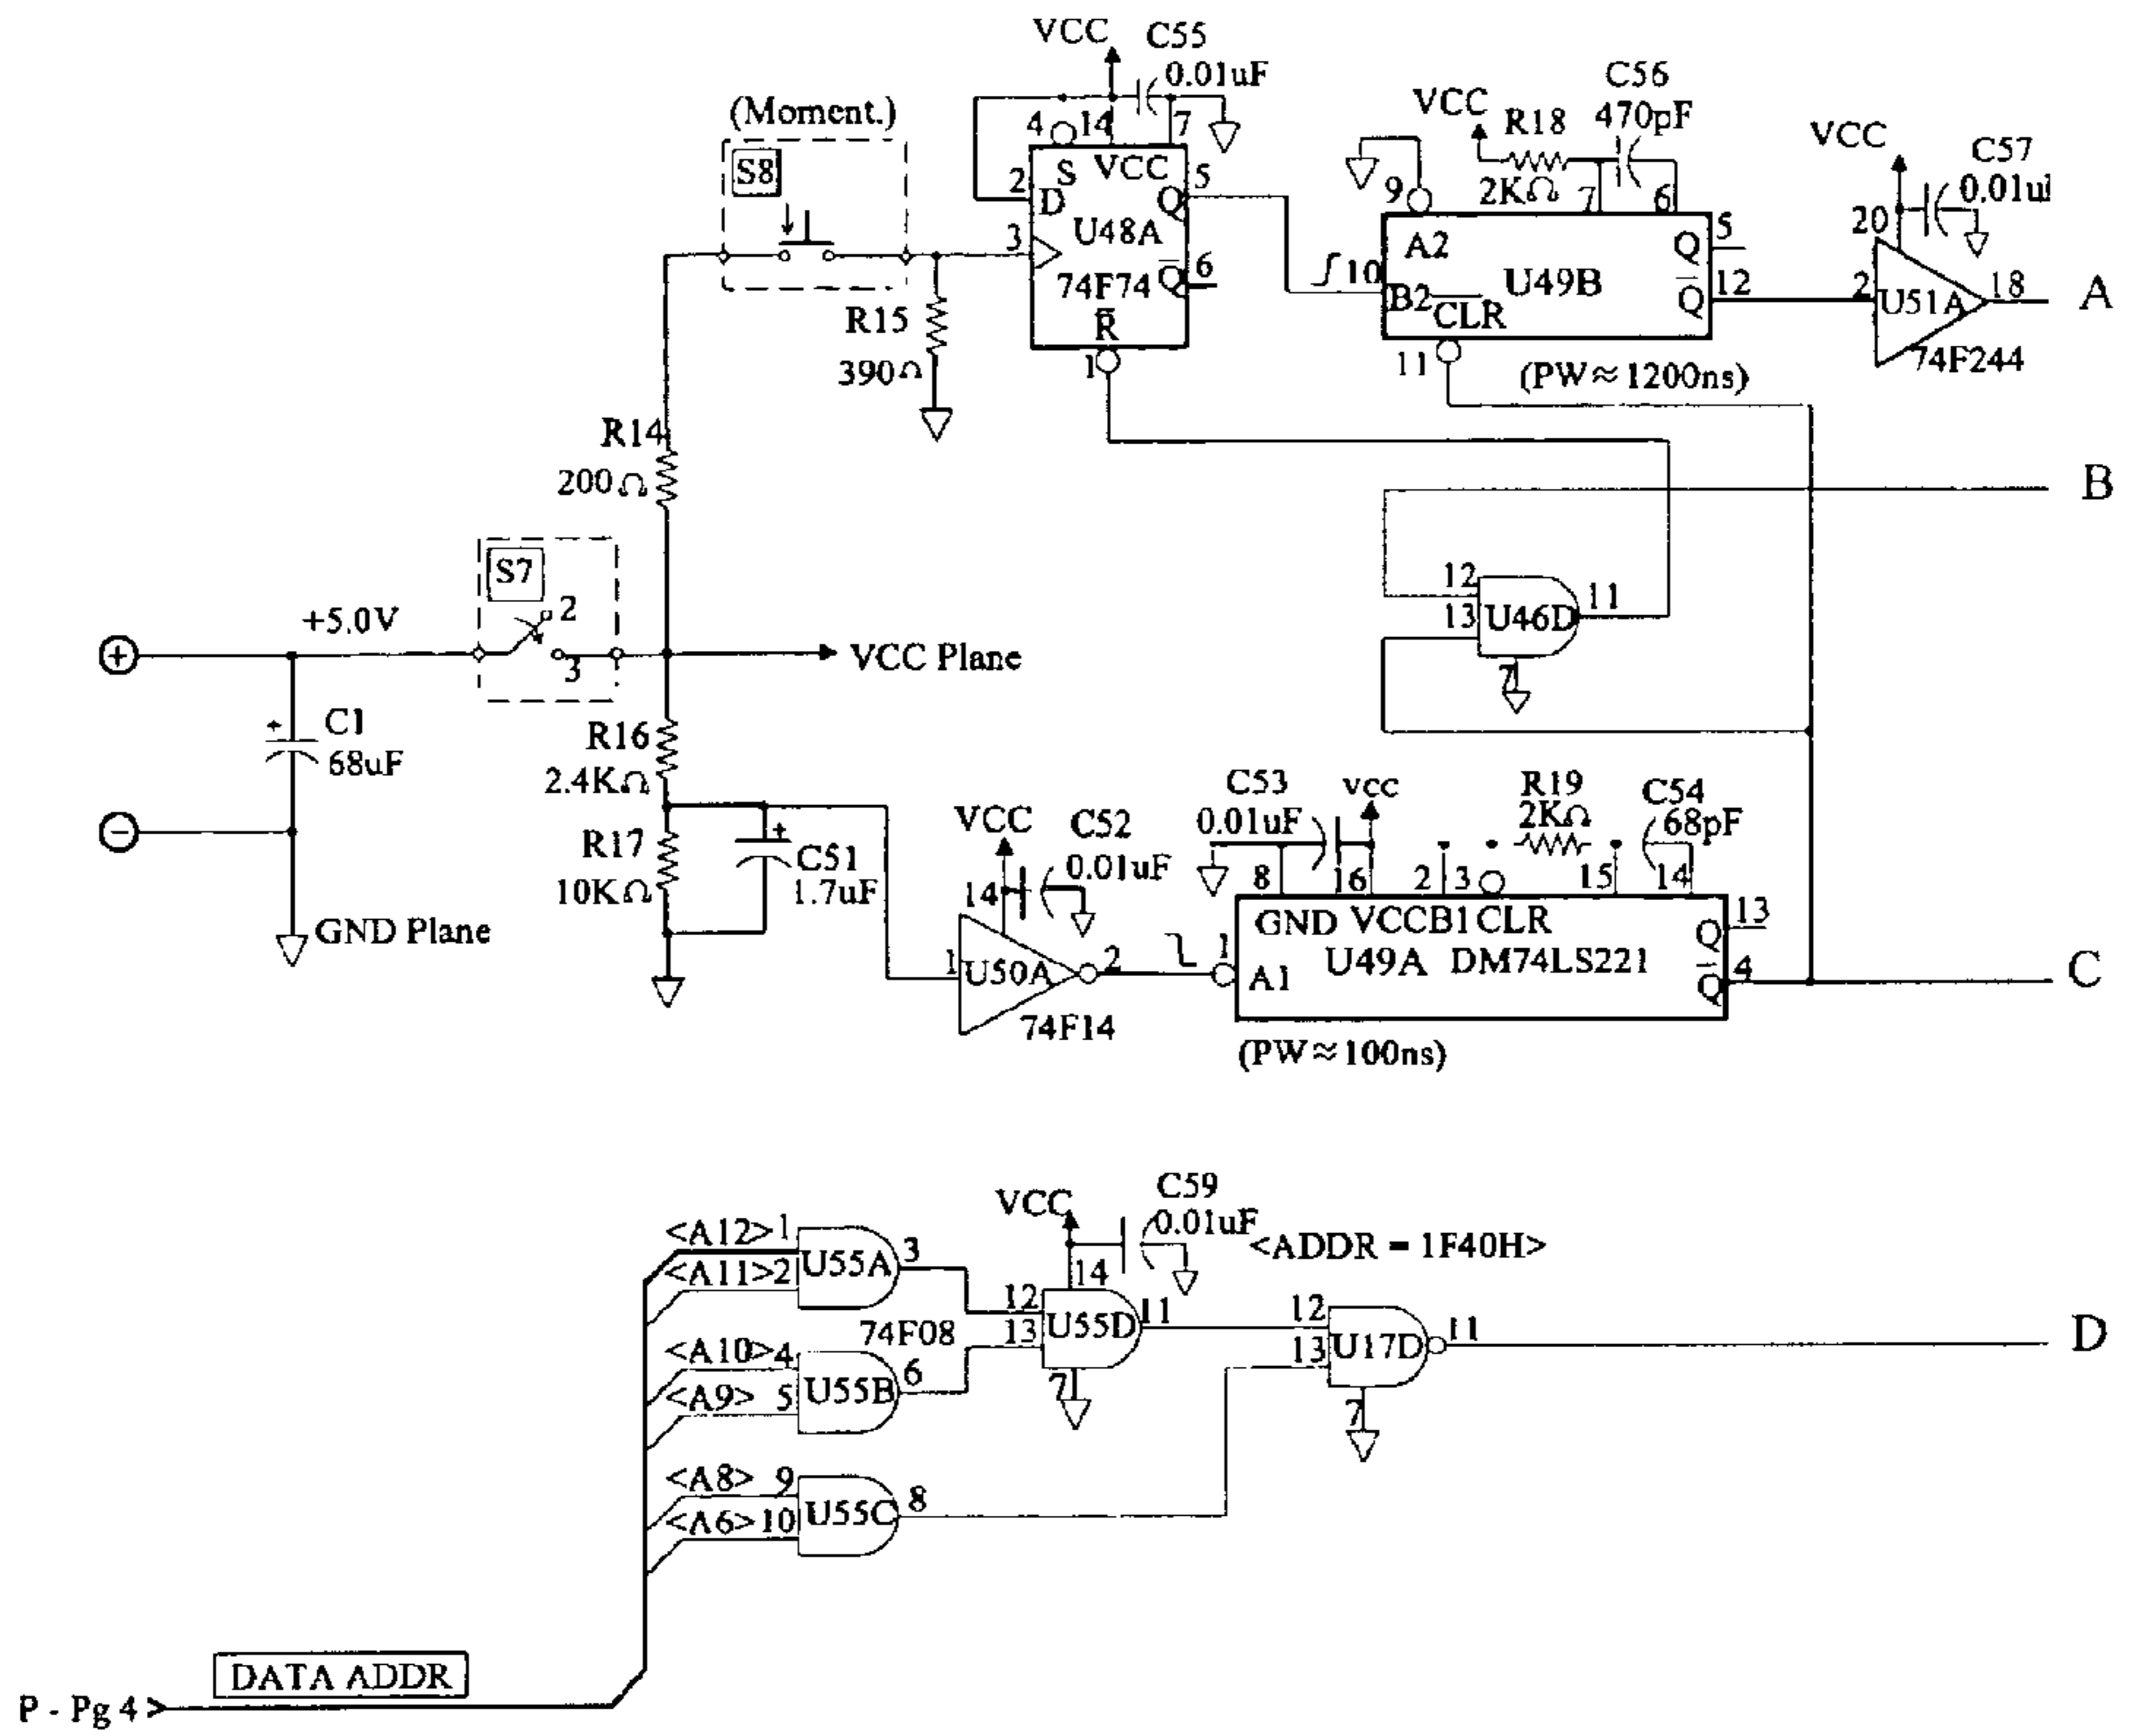 VCC
C55
0.01uF
(Moment.)
S8
4
14
7
S VCC
2
D
Q
5
3
U48A
74F74
Q
6
R
1
R15
390Ω
VCC
R18
2KΩ
C56
470pF
9
7
6
A2
Q
5
10
B2
U49B
Q
12
CLR
11
(PW≈1200ns)
VCC
C57
20
2
U51A
18
74F244
A
R14
200Ω
B
S7
2
3
+5.0V
+
VCC Plane
12
13
U46D
11
7
+
C1
68uF
-
GND Plane
R16
2.4KΩ
R17
10KΩ
+
C51
1.7uF
VCC
C52
0.01uF
14
1
U50A
2
74F14
C53
0.01uF
vcc
R19
2KΩ
C54
68pF
8
16
2
3
15
14
GND VCC B1 CLR
Q
13
1
A1
U49A DM74LS221
Q
4
C
(PW≈100ns)
<A12> 1
<A11> 2
U55A
3
74F08
<A10> 4
<A9> 5
U55B
6
<A8> 9
<A6> 10
U55C
8
VCC
C59
0.01uF
14
12
13
U55D
11
7
<ADDR = 1F40H>
12
13
U17D
11
7
D
DATA ADDR
P - Pg 4 >